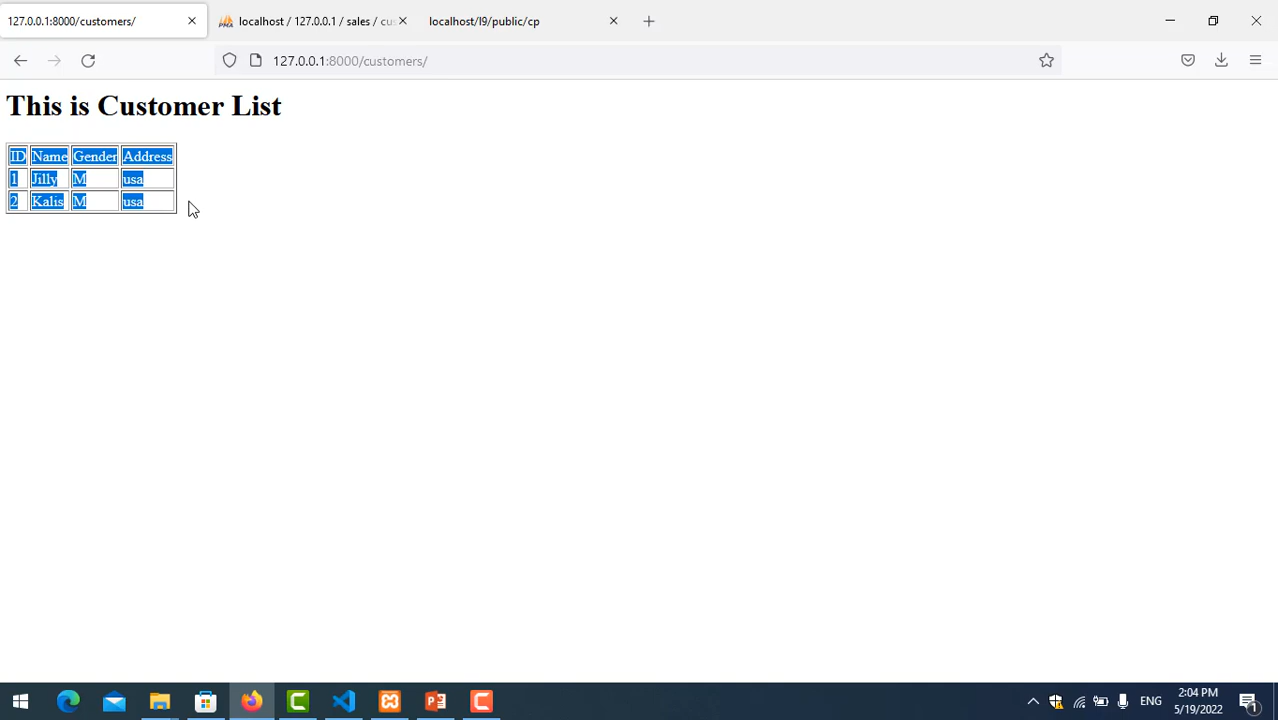 127.0.0.1:8000/customers/
localhost / 127.0.0.1 / sales / cus
localhost/l9/public/cp
127.0.0.1:8000/customers/
This is Customer List
ID Name Gender Address
1 Jilly M usa
2 Kalis M usa
ENG
2:04 PM
5/19/2022
1